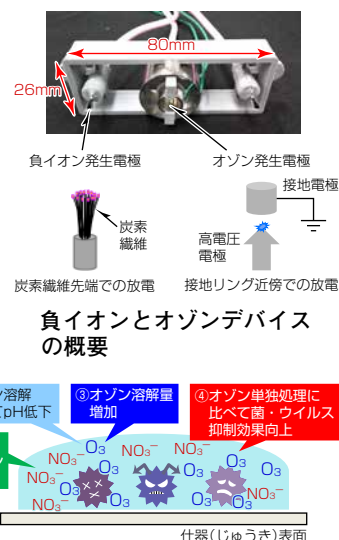 80mm
26mm
負イオン発生電極
オゾン発生電極
炭素
繊維
接地電極
高電圧
電極
炭素繊維先端での放電
接地リング近傍での放電
負イオンとオゾンデバイス
の概要
溶解
pH低下
③オゾン溶解量
増加
④オゾン単独処理に
比べて菌・ウイルス
抑制効果向上
NO₃⁻ O₃ NO₃⁻ NO₃⁻
NO₃⁻ O₃ O₃ O₃
NO₃⁻ O₃ O₃ O₃ NO₃⁻
NO₃⁻ O₃ O₃ NO₃⁻
什器(じゅうき)表面